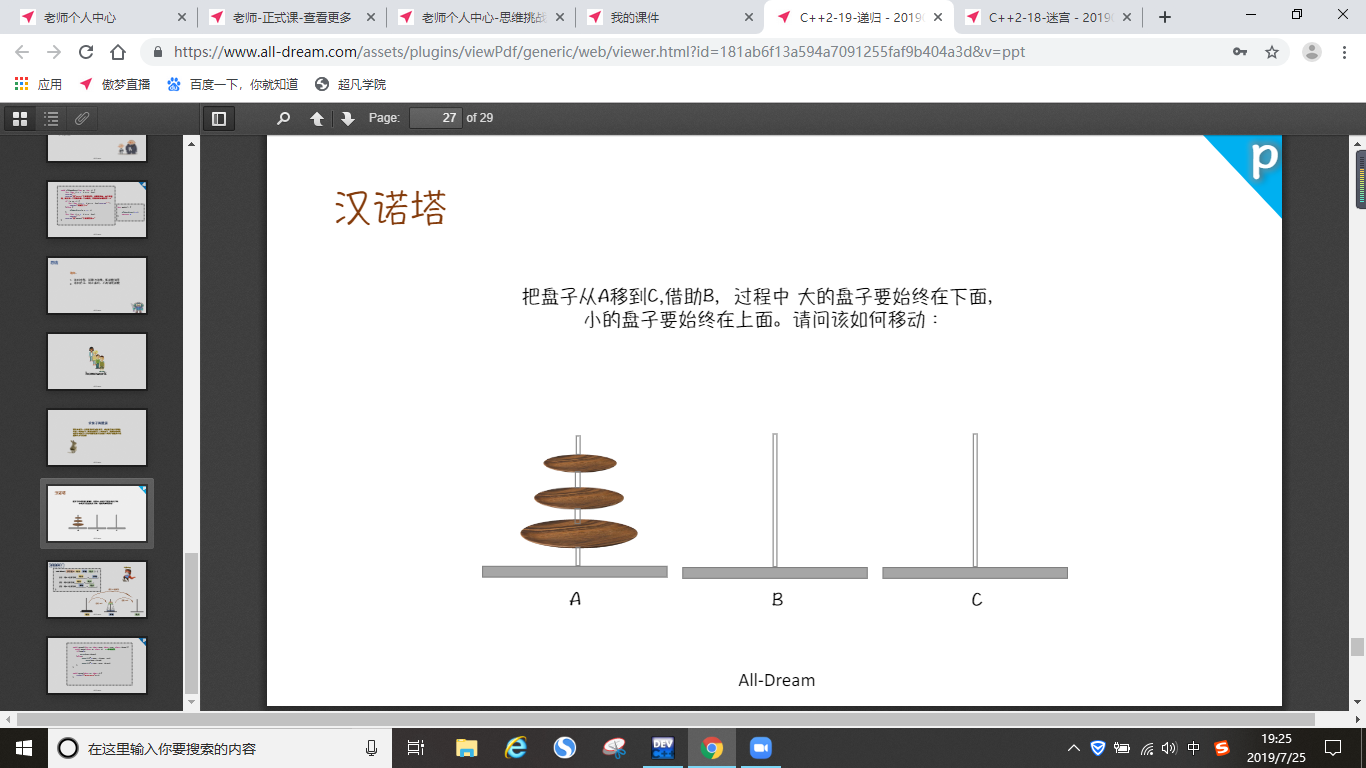 老师个人中心
老师-正式课-查看更多
老师个人中心-思维挑战
我的课件
C++2-19-递归 - 2019
C++2-18-迷宫 - 2019
https://www.all-dream.com/assets/plugins/viewPdf/generic/web/viewer.html?id=181ab6f13a594a7091255faf9b404a3d&v=ppt
应用
傲梦直播
百度一下，你就知道
超凡学院
Page: 27 of 29
p
汉诺塔
把盘子从A移到C,借助B，过程中 大的盘子要始终在下面,
小的盘子要始终在上面。请问该如何移动：
A
B
C
All-Dream
在这里输入你要搜索的内容
DEV
中
19:25
2019/7/25